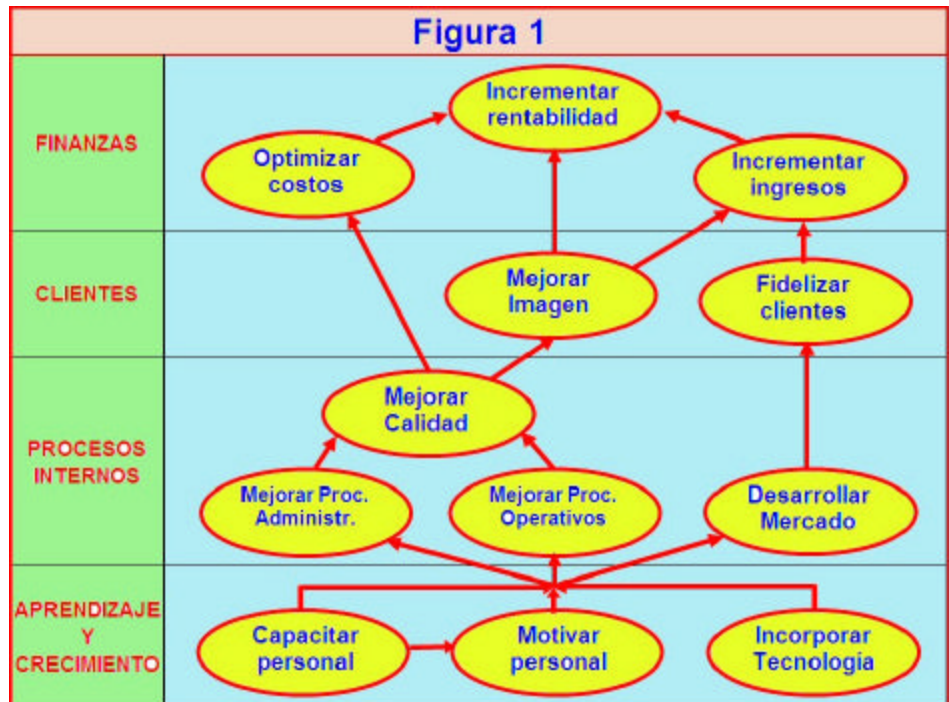 Figura 1
FINANZAS
Incrementar
rentabilidad
Optimizar
costos
Incrementar
ingresos
CLIENTES
Mejorar
Imagen
Fidelizar
clientes
PROCESOS
INTERNOS
Mejorar
Calidad
Mejorar Proc.
Administr.
Mejorar Proc.
Operativos
Desarrollar
Mercado
APRENDIZAJE
Y
CRECIMIENTO
Capacitar
personal
Motivar
personal
Incorporar
Tecnología